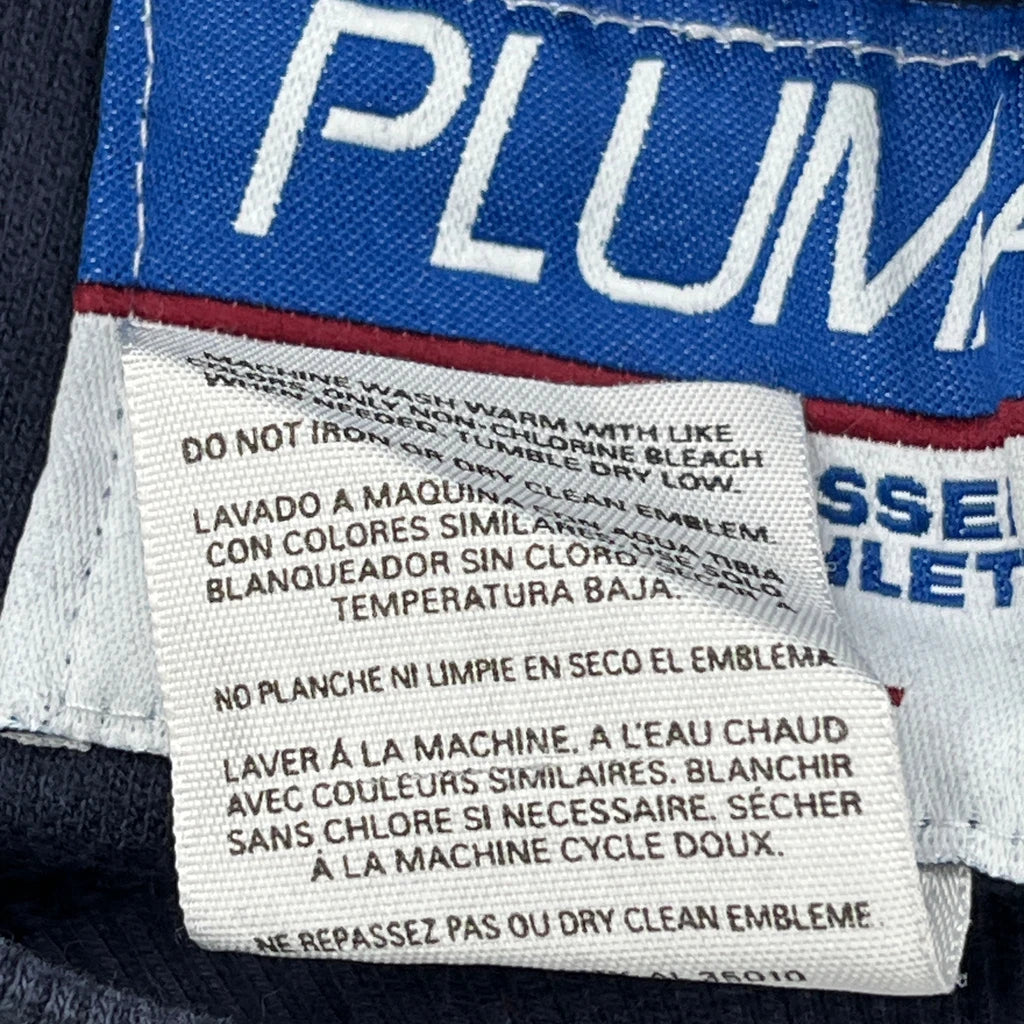 PLUMA
SSE
LET
MACHINE WASH WARM WITH LIKE
COLORS. ONLY NON-CHLORINE BLEACH
WHEN NEEDED. TUMBLE DRY LOW.
DO NOT IRON OR DRY CLEAN EMBLEM.
LAVADO A MAQUINA CON AGUA TIBIA
CON COLORES SIMILARES. USE SOLO
BLANQUEADOR SIN CLORO. SECAR A
TEMPERATURA BAJA.
NO PLANCHE NI LIMPIE EN SECO EL EMBLEMA
LAVER Á LA MACHINE, A L'EAU CHAUD
AVEC COULEURS SIMILAIRES. BLANCHIR
SANS CHLORE SI NECESSAIRE. SÉCHER
Á LA MACHINE CYCLE DOUX.
NE REPASSEZ PAS OU DRY CLEAN EMBLEME
AL 35010